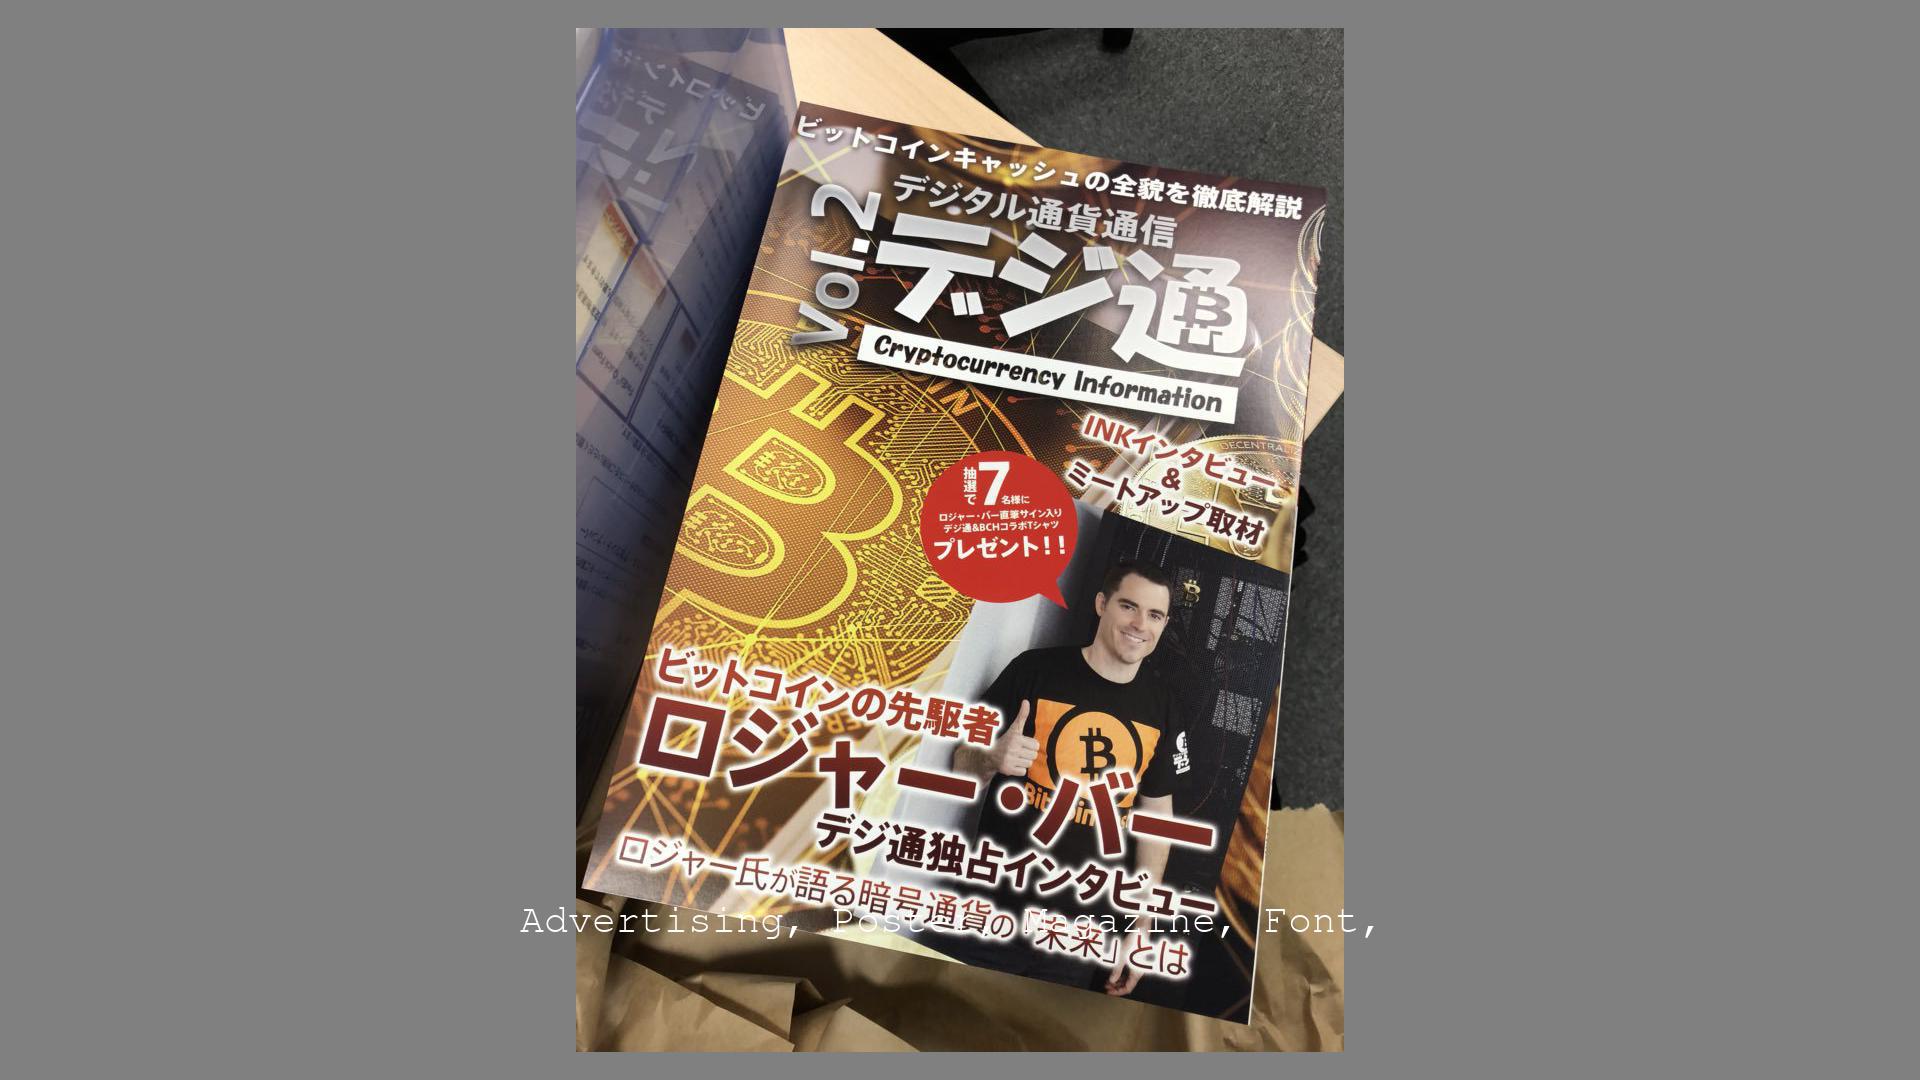 ビットコインキャッシュの全貌を徹底解説
デジタル通貨通信
Vol.2
デジ通
Cryptocurrency Information
INKインタビュー
&
ミートアップ取材
DECENTRAL
抽選で7名様に
ロジャー・バー直筆サイン入り
デジ通&BCHコラボTシャツ
プレゼント!!
ビットコインの先駆者
ロジャー・バー
デジ通独占インタビュー
ロジャー氏が語る暗号通貨の「未来」とは
Advertising, Poster, Magazine, Font,